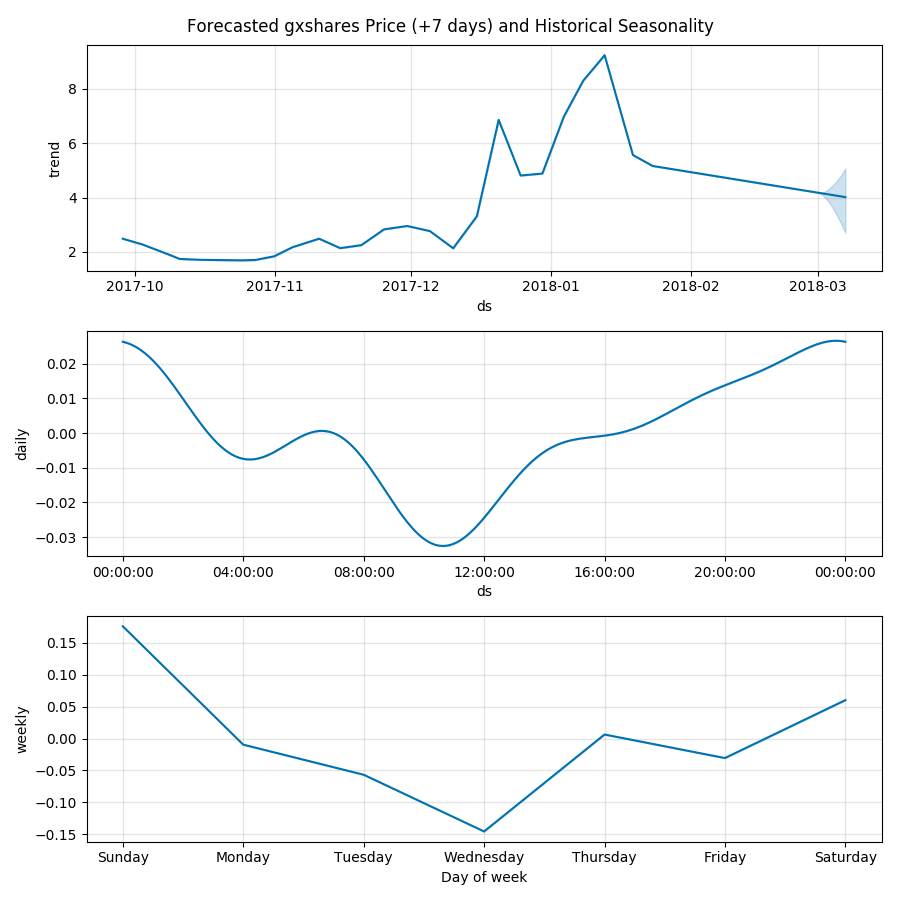 Forecasted gxshares Price (+7 days) and Historical Seasonality
trend
8
6
4
2
2017-10 2017-11 2017-12 2018-01 2018-02 2018-03
ds
daily
0.02
0.01
0.00
−0.01
−0.02
−0.03
00:00:00 04:00:00 08:00:00 12:00:00 16:00:00 20:00:00 00:00:00
ds
weekly
0.15
0.10
0.05
0.00
−0.05
−0.10
−0.15
Sunday Monday Tuesday Wednesday Thursday Friday Saturday
Day of week